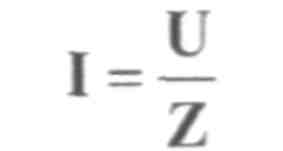 I = U / Z